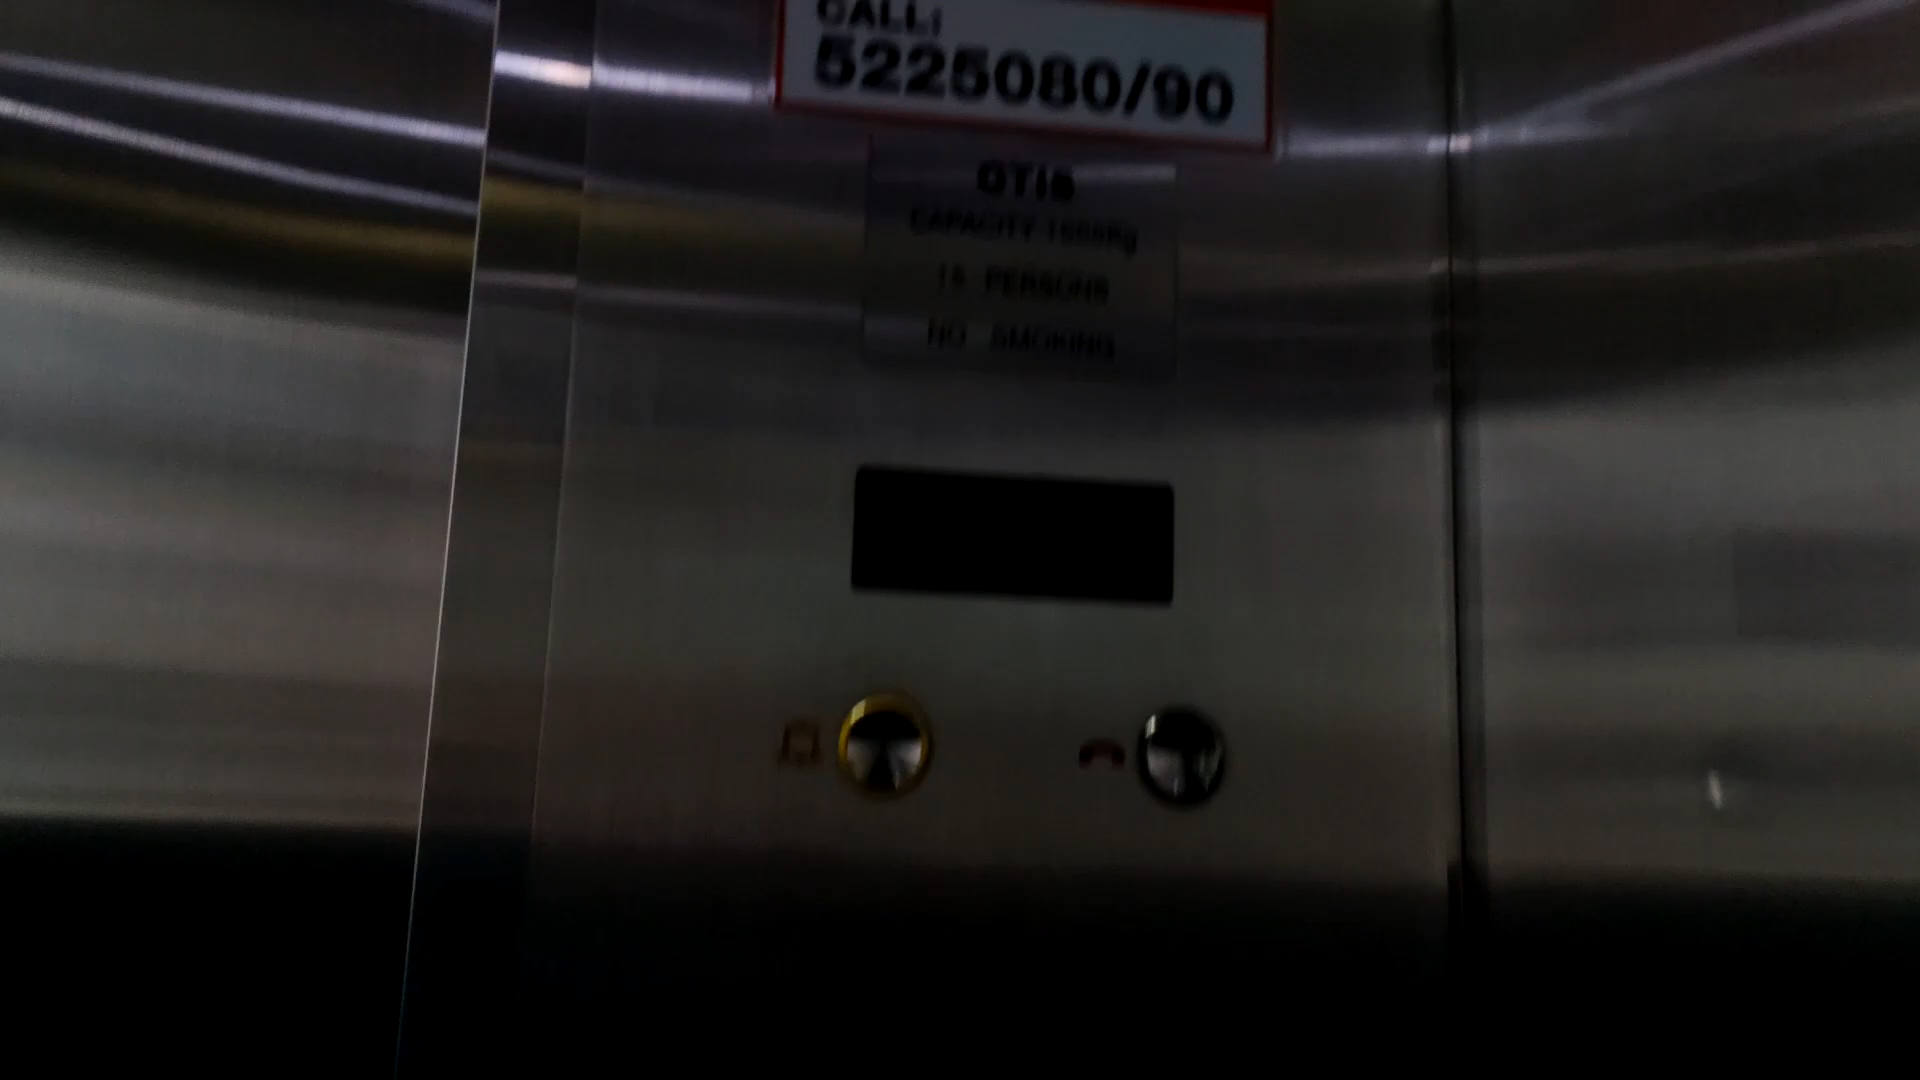 CALL:
5225080/90
OTIS
CAPACITY
PERSONS
NO SMOKING